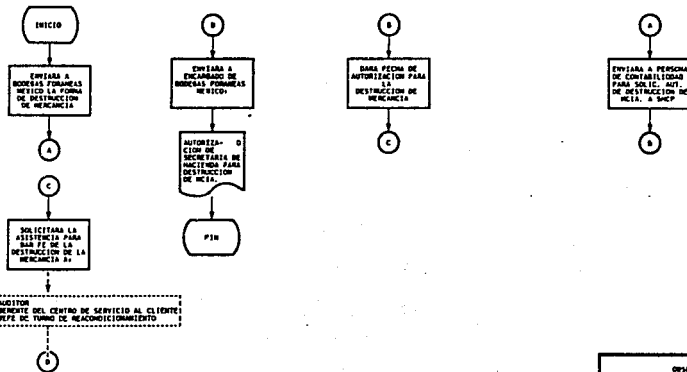 INICIO
ENVIARA A
BODEGAS FORANEAS
MEXICO LA FORMA
DE DESTRUCCION
DE MERCANCIA
A
C
SOLICITARA LA
ASISTENCIA PARA
DAR FE DE LA
DESTRUCCION DE LA
MERCANCIA A:
AUDITOR
GERENTE DEL CENTRO DE SERVICIO AL CLIENTE
JEFE DE TURNO DE REACONDICIONAMIENTO
D
D
ENVIARA A
ENCARGADO DE
BODEGAS FORANEAS
MEXICO:
AUTORIZA- O
CION DE
SECRETARIA DE
HACIENDA PARA
DESTRUCCION
DE MCIA.
FIN
B
DARA FECHA DE
AUTORIZACION PARA
LA
DESTRUCCION DE
MERCANCIA
C
A
ENVIARA A PERSONA
DE CONTABILIDAD
PARA SOLIC. AUT.
DE DESTRUCCION DE
MCIA. A SHCP
B